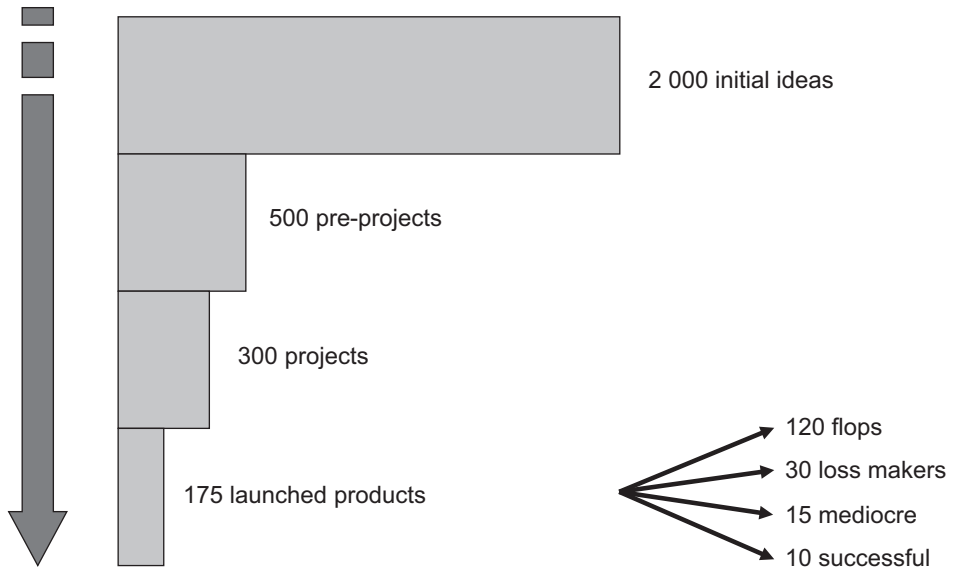 2 000 initial ideas
500 pre-projects
300 projects
175 launched products
120 flops
30 loss makers
15 mediocre
10 successful